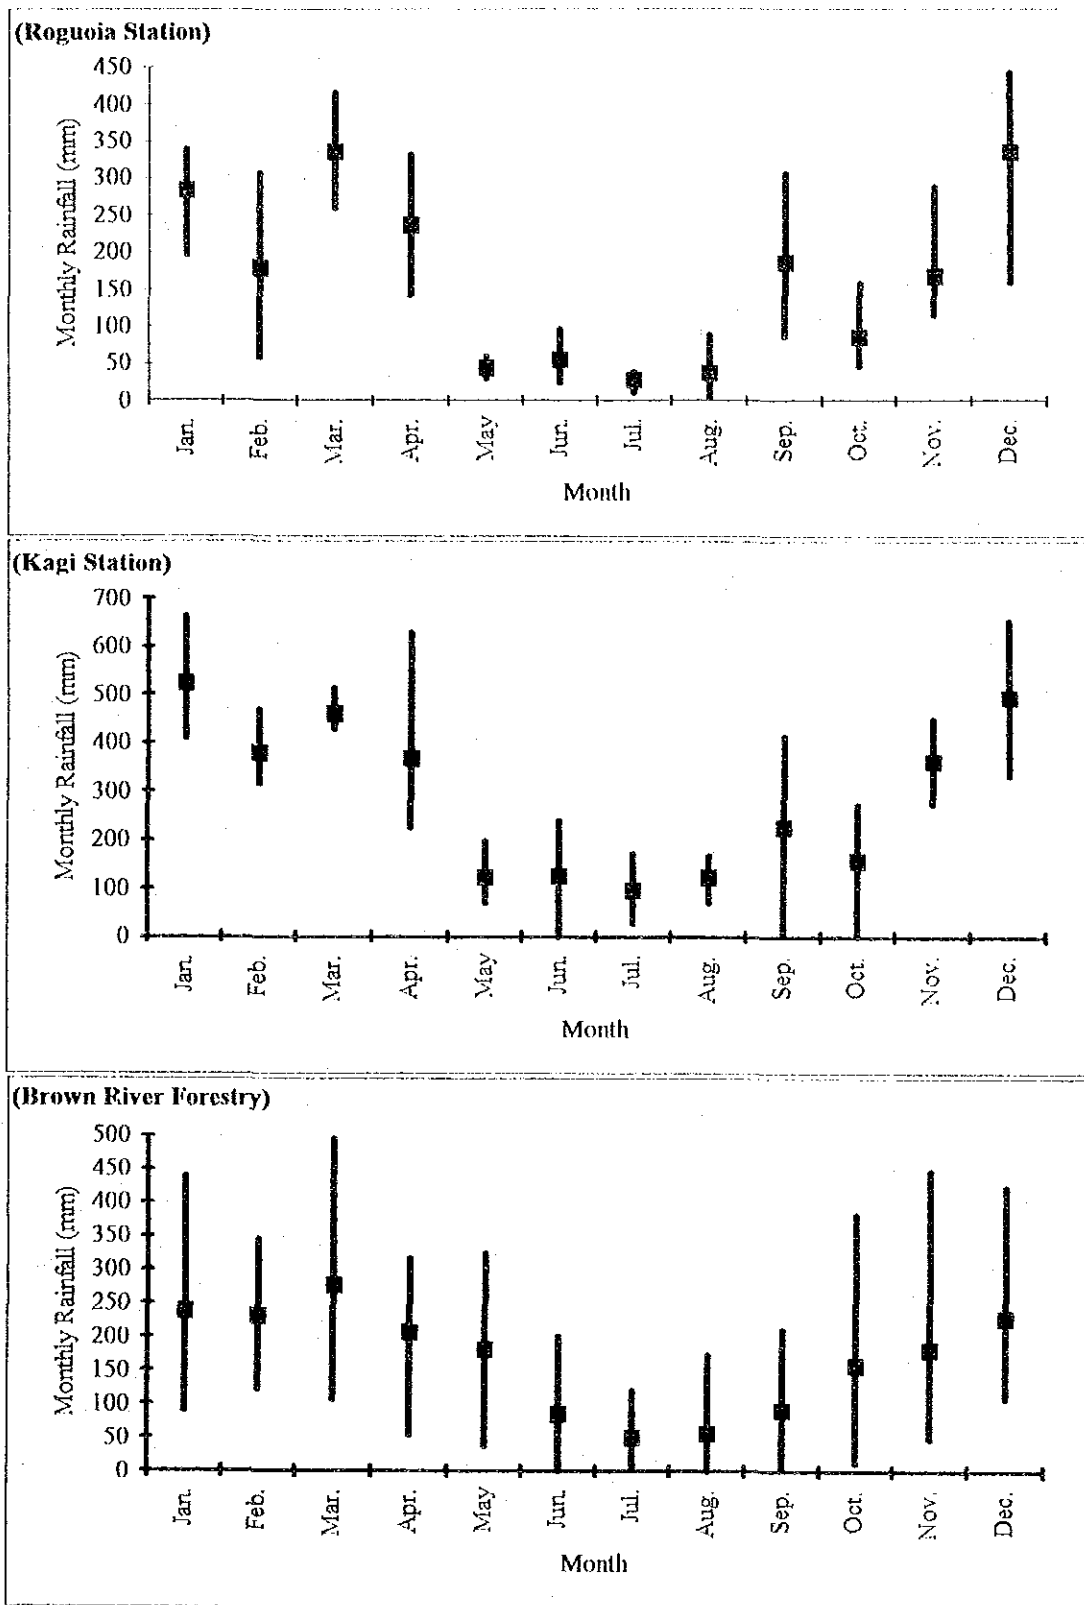 (Roguoia Station)
Monthly Rainfall (mm)
450
400
350
300
250
200
150
100
50
0
Jan. Feb. Mar. Apr. May Jun. Jul. Aug. Sep. Oct. Nov. Dec.
Month
(Kagi Station)
Monthly Rainfall (mm)
700
600
500
400
300
200
100
0
Jan. Feb. Mar. Apr. May Jun. Jul. Aug. Sep. Oct. Nov. Dec.
Month
(Brown River Forestry)
Monthly Rainfall (mm)
500
450
400
350
300
250
200
150
100
50
0
Jan. Feb. Mar. Apr. May Jun. Jul. Aug. Sep. Oct. Nov. Dec.
Month